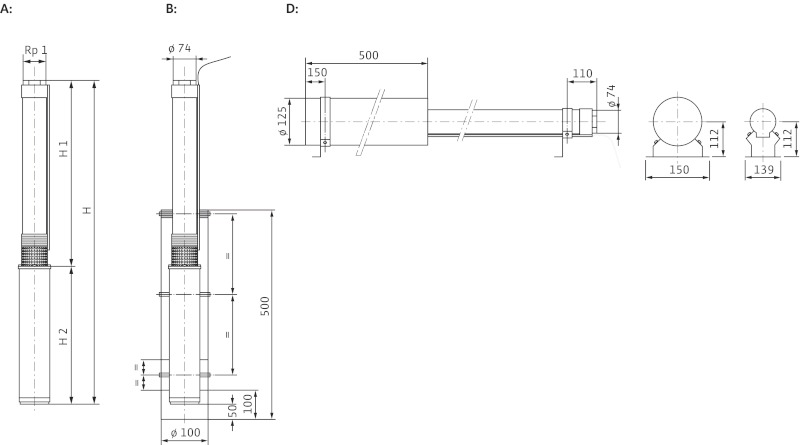 A:
B:
D:
Rp 1
ø 74
500
150
110
ø 74
ø 125
112
112
150
139
H 1
H
H 2
=
=
500
=
=
50
100
ø 100